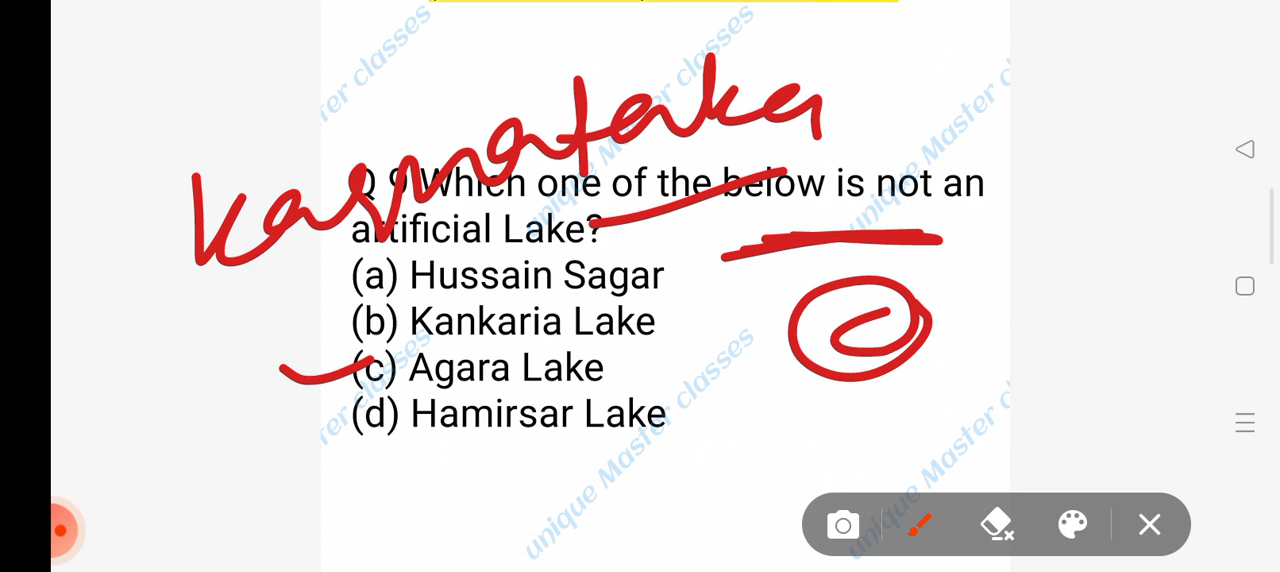 Karnataka
Q 9 Which one of the below is not an
artificial Lake?
(a) Hussain Sagar
(b) Kankaria Lake
(c) Agara Lake
(d) Hamirsar Lake
unique Master classes